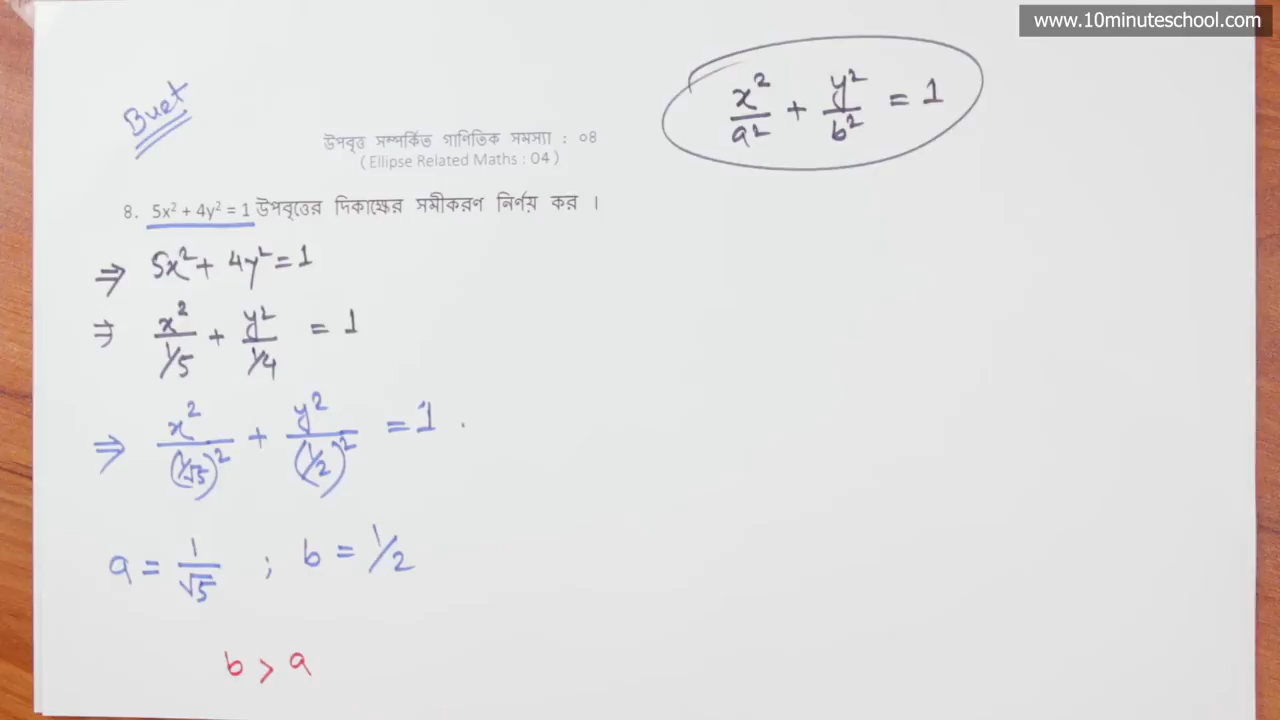 www.10minuteschool.com
x²/a² + y²/b² = 1
Buet
উপবৃত্ত সম্পর্কিত গাণিতিক সমস্যা : ০৪
( Ellipse Related Maths : 04 )
8. 5x² + 4y² = 1 উপবৃত্তের দিকাক্ষের সমীকরণ নির্ণয় কর ।
⇒ 5x² + 4y² = 1
⇒ x²/(1/5) + y²/(1/4) = 1
⇒ x²/(1/√5)² + y²/(1/2)² = 1 .
a = 1/√5 ; b = 1/2
b > a